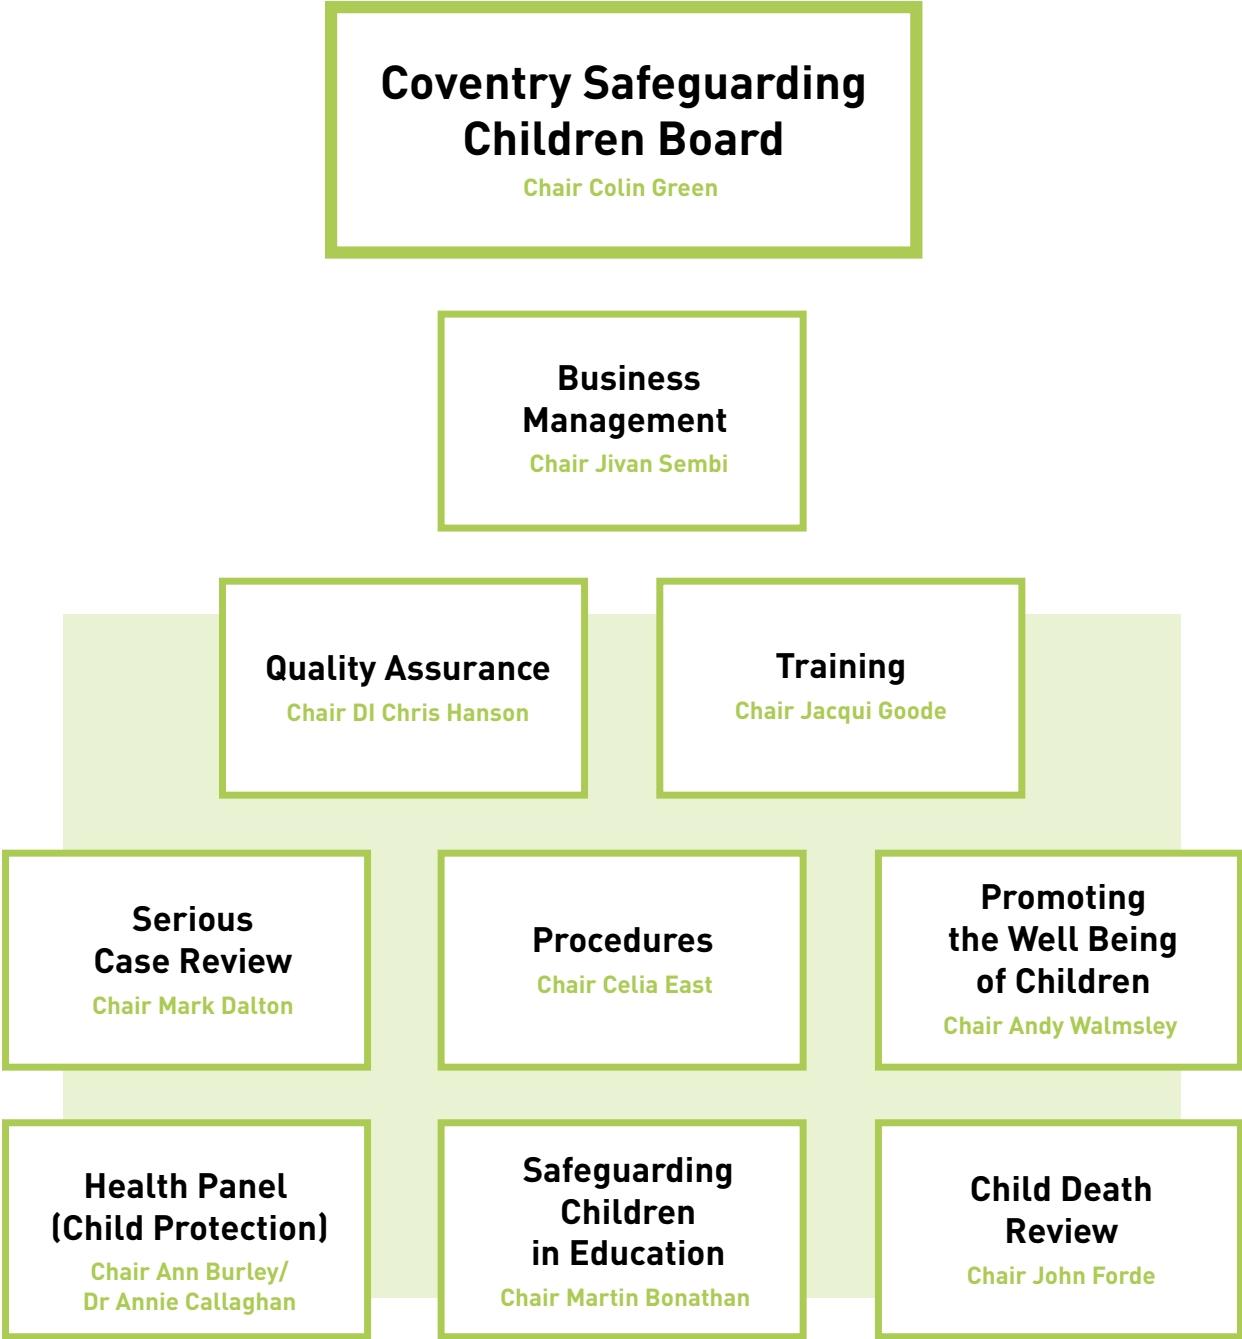 Coventry Safeguarding
Children Board
Chair Colin Green
Business
Management
Chair Jivan Sembi
Quality Assurance
Chair DI Chris Hanson
Training
Chair Jacqui Goode
Serious
Case Review
Chair Mark Dalton
Procedures
Chair Celia East
Promoting
the Well Being
of Children
Chair Andy Walmsley
Health Panel
(Child Protection)
Chair Ann Burley/
Dr Annie Callaghan
Safeguarding
Children
in Education
Chair Martin Bonathan
Child Death
Review
Chair John Forde